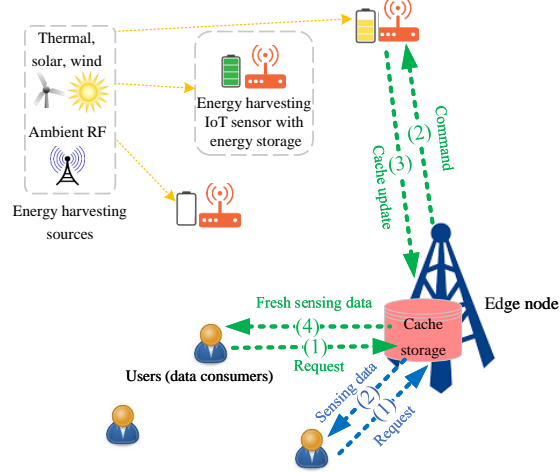 Thermal,
solar, wind
Ambient RF
Energy harvesting
sources
Energy harvesting
IoT sensor with
energy storage
(2)
Command
(3)
Cache update
Edge node
Cache
storage
Fresh sensing data
(4)
(1)
Request
Users (data consumers)
Sensing data
(2)
(1)
Request